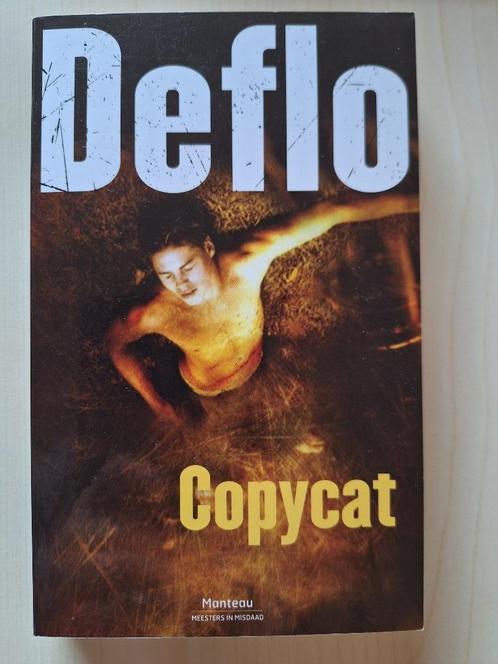 Deflo
Copycat
Manteau
MEESTERS IN MISDAAD